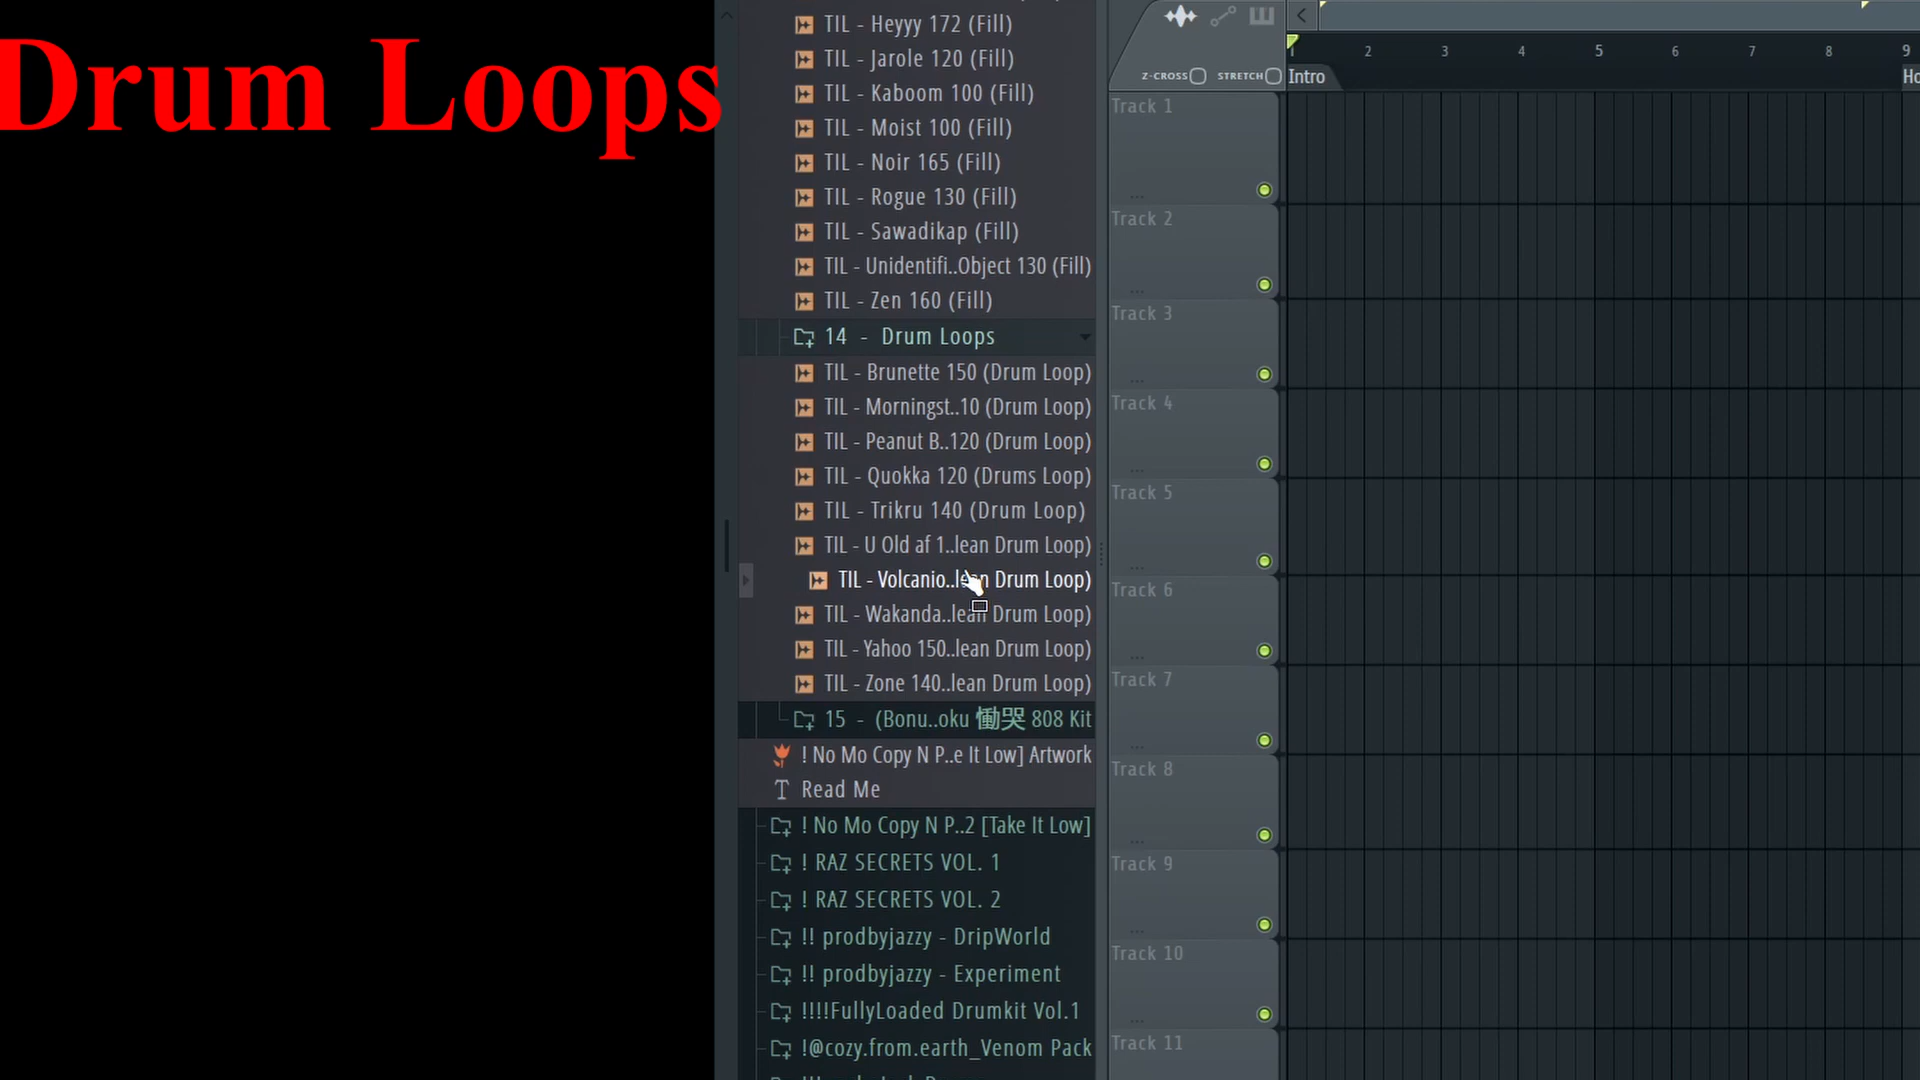 Drum Loops
TIL - Heyyy 172 (Fill)
TIL - Jarole 120 (Fill)
TIL - Kaboom 100 (Fill)
TIL - Moist 100 (Fill)
TIL - Noir 165 (Fill)
TIL - Rogue 130 (Fill)
TIL - Sawadikap (Fill)
TIL - Unidentifi..Object 130 (Fill)
TIL - Zen 160 (Fill)
14 - Drum Loops
TIL - Brunette 150 (Drum Loop)
TIL - Morningst..10 (Drum Loop)
TIL - Peanut B..120 (Drum Loop)
TIL - Quokka 120 (Drums Loop)
TIL - Trikru 140 (Drum Loop)
TIL - U Old af 1..lean Drum Loop)
TIL - Volcanio..lean Drum Loop)
TIL - Wakanda..lean Drum Loop)
TIL - Yahoo 150..lean Drum Loop)
TIL - Zone 140..lean Drum Loop)
15 - (Bonu..oku 慟哭 808 Kit
! No Mo Copy N P..e It Low] Artwork
Read Me
! No Mo Copy N P..2 [Take It Low]
! RAZ SECRETS VOL. 1
! RAZ SECRETS VOL. 2
!! prodbyjazzy - DripWorld
!! prodbyjazzy - Experiment
!!!!FullyLoaded Drumkit Vol.1
!@cozy.from.earth_Venom Pack
Z-CROSS STRETCH
2 3 4 5 6 7 8 9
Intro
Ho
Track 1
Track 2
Track 3
Track 4
Track 5
Track 6
Track 7
Track 8
Track 9
Track 10
Track 11